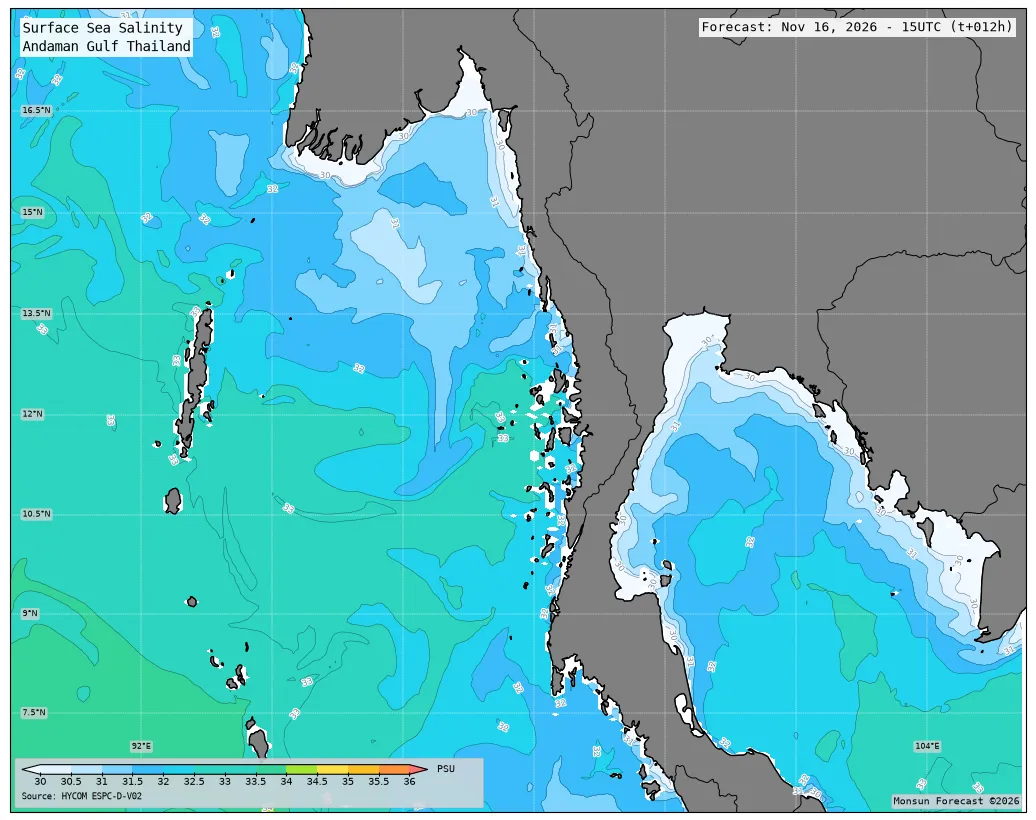 Surface Sea Salinity
Andaman Gulf Thailand
Forecast: Nov 16, 2026 - 15UTC (t+012h)
16.5°N
15°N
13.5°N
12°N
10.5°N
9°N
7.5°N
92°E
104°E
30 30.5 31 31.5 32 32.5 33 33.5 34 34.5 35 35.5 36 PSU
Source: HYCOM ESPC-D-V02
Monsun Forecast ©2026